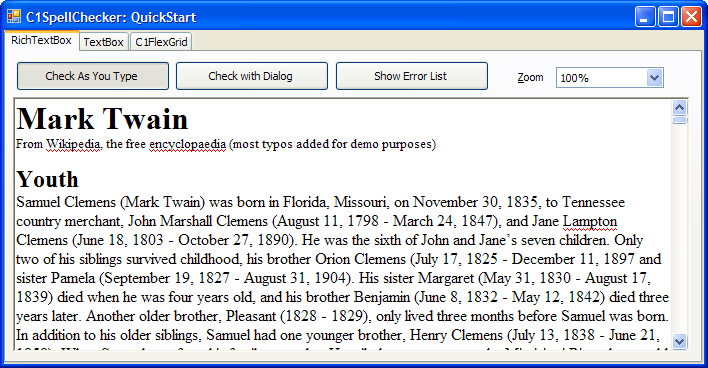 C1SpellChecker: QuickStart
RichTextBox TextBox C1FlexGrid
Check As You Type Check with Dialog Show Error List Zoom 100%
Mark Twain
From Wikipedia, the free encyclopaedia (most typos added for demo purposes)
Youth
Samuel Clemens (Mark Twain) was born in Florida, Missouri, on November 30, 1835, to Tennessee
country merchant, John Marshall Clemens (August 11, 1798 - March 24, 1847), and Jane Lampton
Clemens (June 18, 1803 - October 27, 1890). He was the sixth of John and Jane’s seven children. Only
two of his siblings survived childhood, his brother Orion Clemens (July 17, 1825 - December 11, 1897 and
sister Pamela (September 19, 1827 - August 31, 1904). His sister Margaret (May 31, 1830 - August 17,
1839) died when he was four years old, and his brother Benjamin (June 8, 1832 - May 12, 1842) died three
years later. Another older brother, Pleasant (1828 - 1829), only lived three months before Samuel was born.
In addition to his older siblings, Samuel had one younger brother, Henry Clemens (July 13, 1838 - June 21,